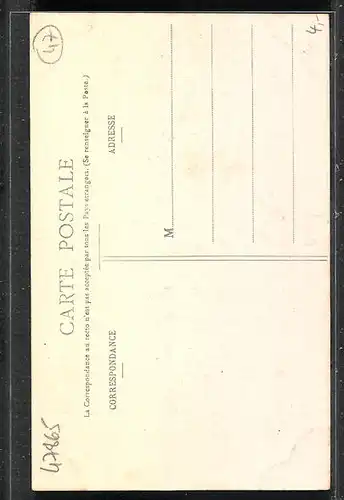 CARTE POSTALE
La Correspondance au recto n'est pas acceptée par tous les Pays étrangers. (Se renseigner à la Poste.)
CORRESPONDANCE
ADRESSE
M
47865
47
4,-